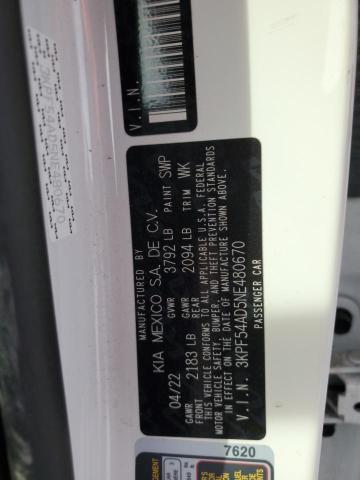 MANUFACTURED BY
KIA MEXICO S.A. DE C.V.
04/22 GVWR 3792 LB PAINT SWP
GAWR FRONT 2183 LB GAWR REAR 2094 LB TRIM WK
THIS VEHICLE CONFORMS TO ALL APPLICABLE U.S.A. FEDERAL
MOTOR VEHICLE SAFETY, BUMPER, AND THEFT PREVENTION STANDARDS
IN EFFECT ON THE DATE OF MANUFACTURE SHOWN ABOVE.
V.I.N. 3KPF54AD5NE480670
PASSENGER CAR
V.I.N.
7620